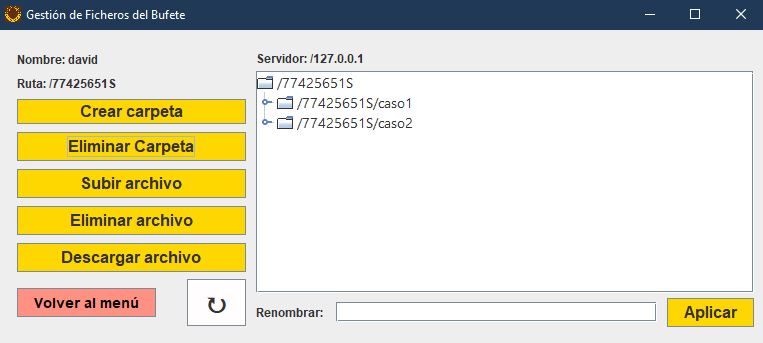 Gestión de Ficheros del Bufete
Nombre: david
Ruta: /77425651S
Crear carpeta
Eliminar Carpeta
Subir archivo
Eliminar archivo
Descargar archivo
Volver al menú
Servidor: /127.0.0.1
/77425651S
/77425651S/caso1
/77425651S/caso2
Renombrar:
Aplicar